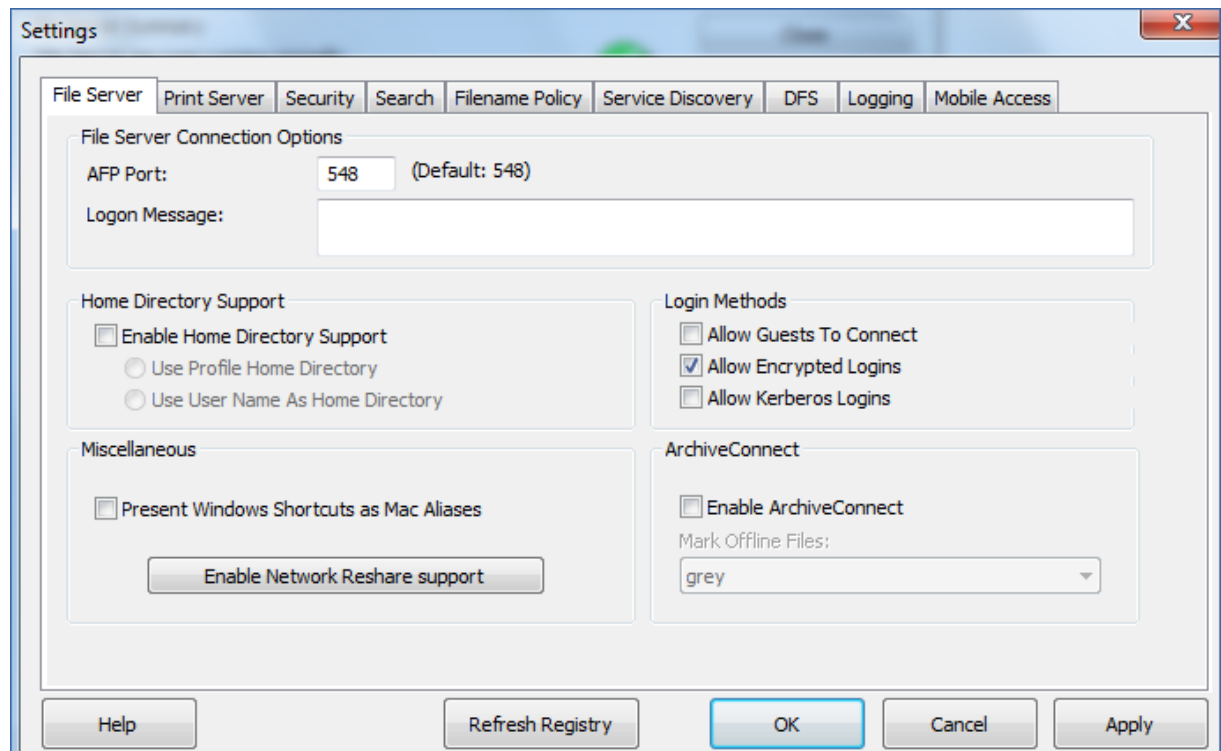 Settings
File Server Print Server Security Search Filename Policy Service Discovery DFS Logging Mobile Access
File Server Connection Options
AFP Port: 548 (Default: 548)
Logon Message:
Home Directory Support
Enable Home Directory Support
Use Profile Home Directory
Use User Name As Home Directory
Login Methods
Allow Guests To Connect
Allow Encrypted Logins
Allow Kerberos Logins
Miscellaneous
Present Windows Shortcuts as Mac Aliases
Enable Network Reshare support
ArchiveConnect
Enable ArchiveConnect
Mark Offline Files:
grey
Help Refresh Registry OK Cancel Apply